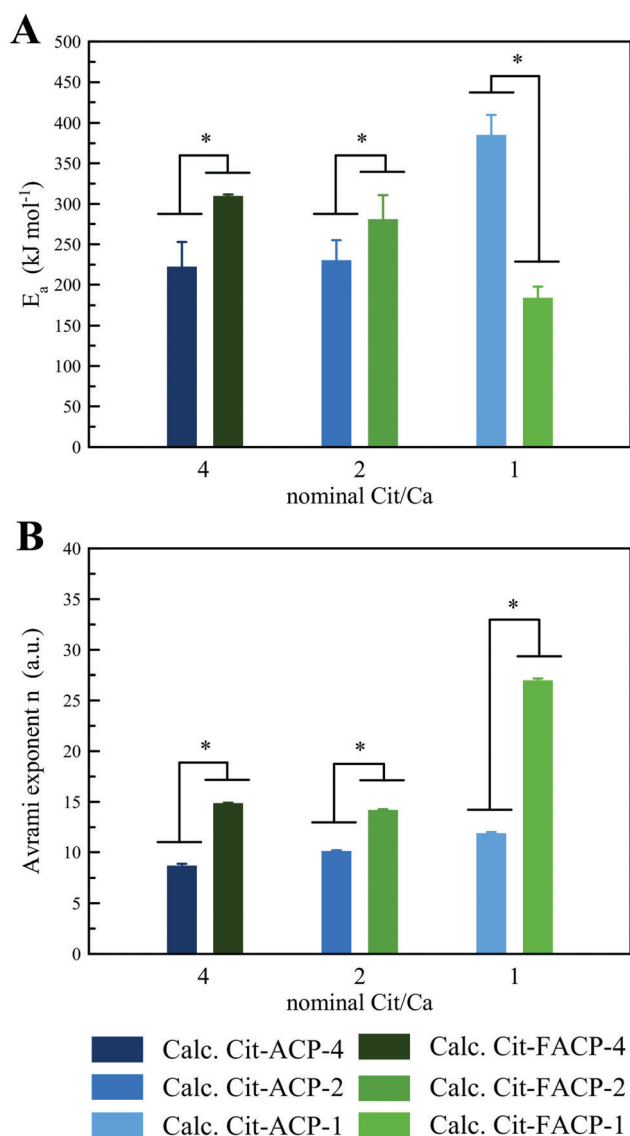 A
500
450
400
350
300
250
200
150
100
50
0
Eₐ (kJ mol⁻¹)
*
*
*
4 2 1
nominal Cit/Ca
B
40
35
30
25
20
15
10
5
0
Avrami exponent n (a.u.)
*
*
*
4 2 1
nominal Cit/Ca
Calc. Cit-ACP-4 Calc. Cit-FACP-4
Calc. Cit-ACP-2 Calc. Cit-FACP-2
Calc. Cit-ACP-1 Calc. Cit-FACP-1